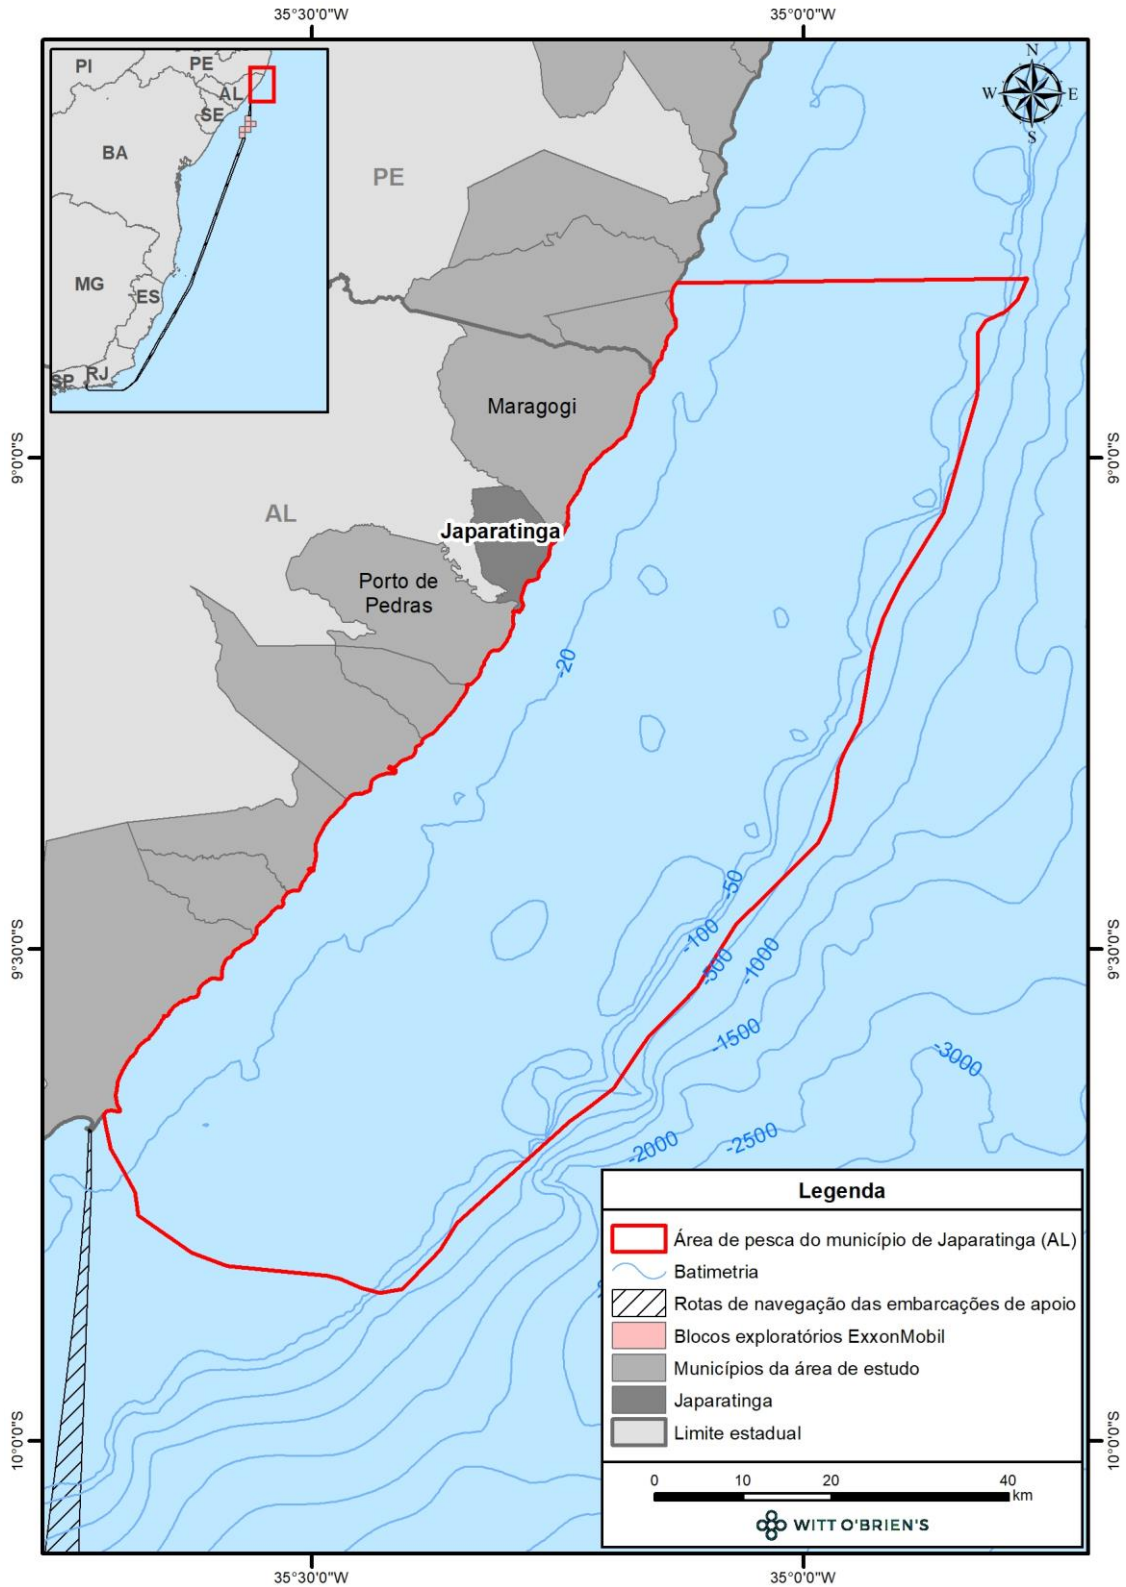 35°30'0"W
35°0'0"W
PI
PE
AL
SE
BA
MG
ES
RJ
SP
N
W
E
S
PE
9°0'0"S
9°0'0"S
Maragogi
AL
Japaratinga
Porto de
Pedras
-20
-50
-100
-500
-1000
9°30'0"S
9°30'0"S
-1500
-3000
-2000
-2500
Legenda
Área de pesca do município de Japaratinga (AL)
Batimetria
Rotas de navegação das embarcações de apoio
Blocos exploratórios ExxonMobil
Municípios da área de estudo
Japaratinga
Limite estadual
10°0'0"S
10°0'0"S
0
10
20
40
km
WITT O'BRIEN'S
35°30'0"W
35°0'0"W